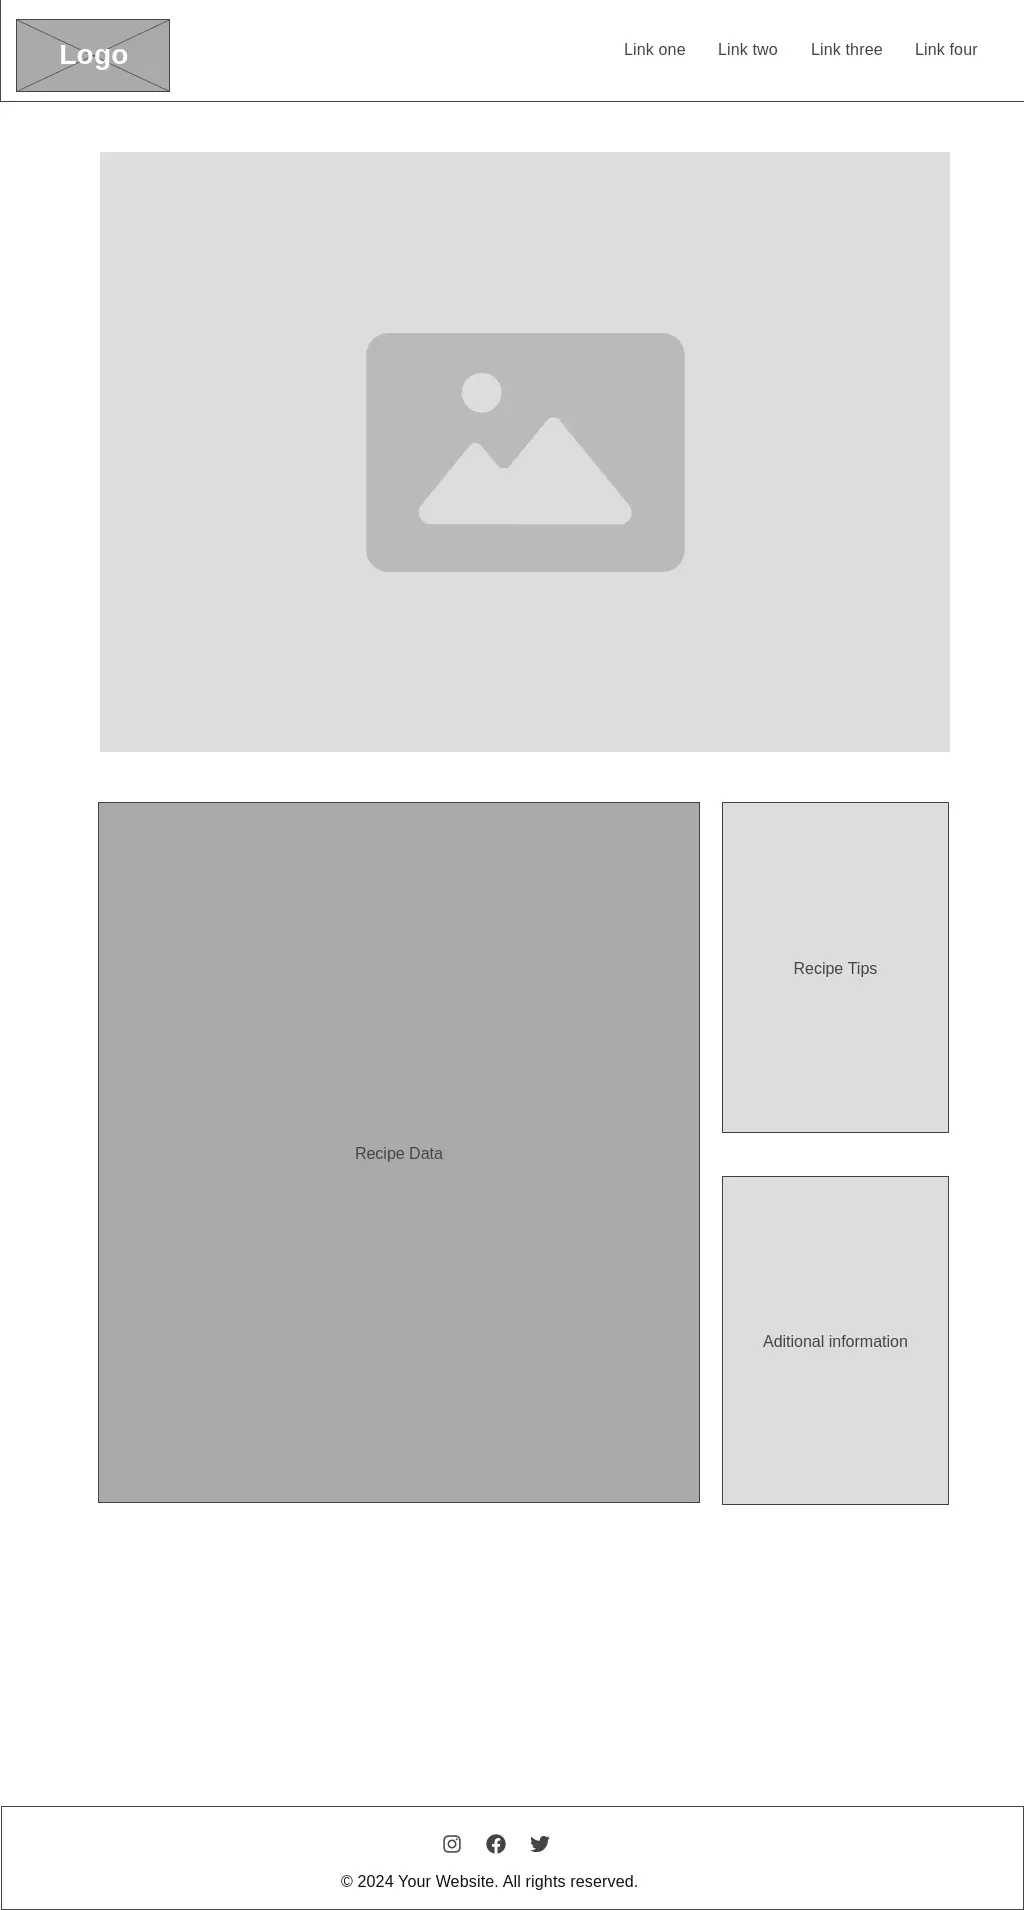 Logo
Link one
Link two
Link three
Link four
Recipe Tips
Recipe Data
Aditional information
© 2024 Your Website. All rights reserved.